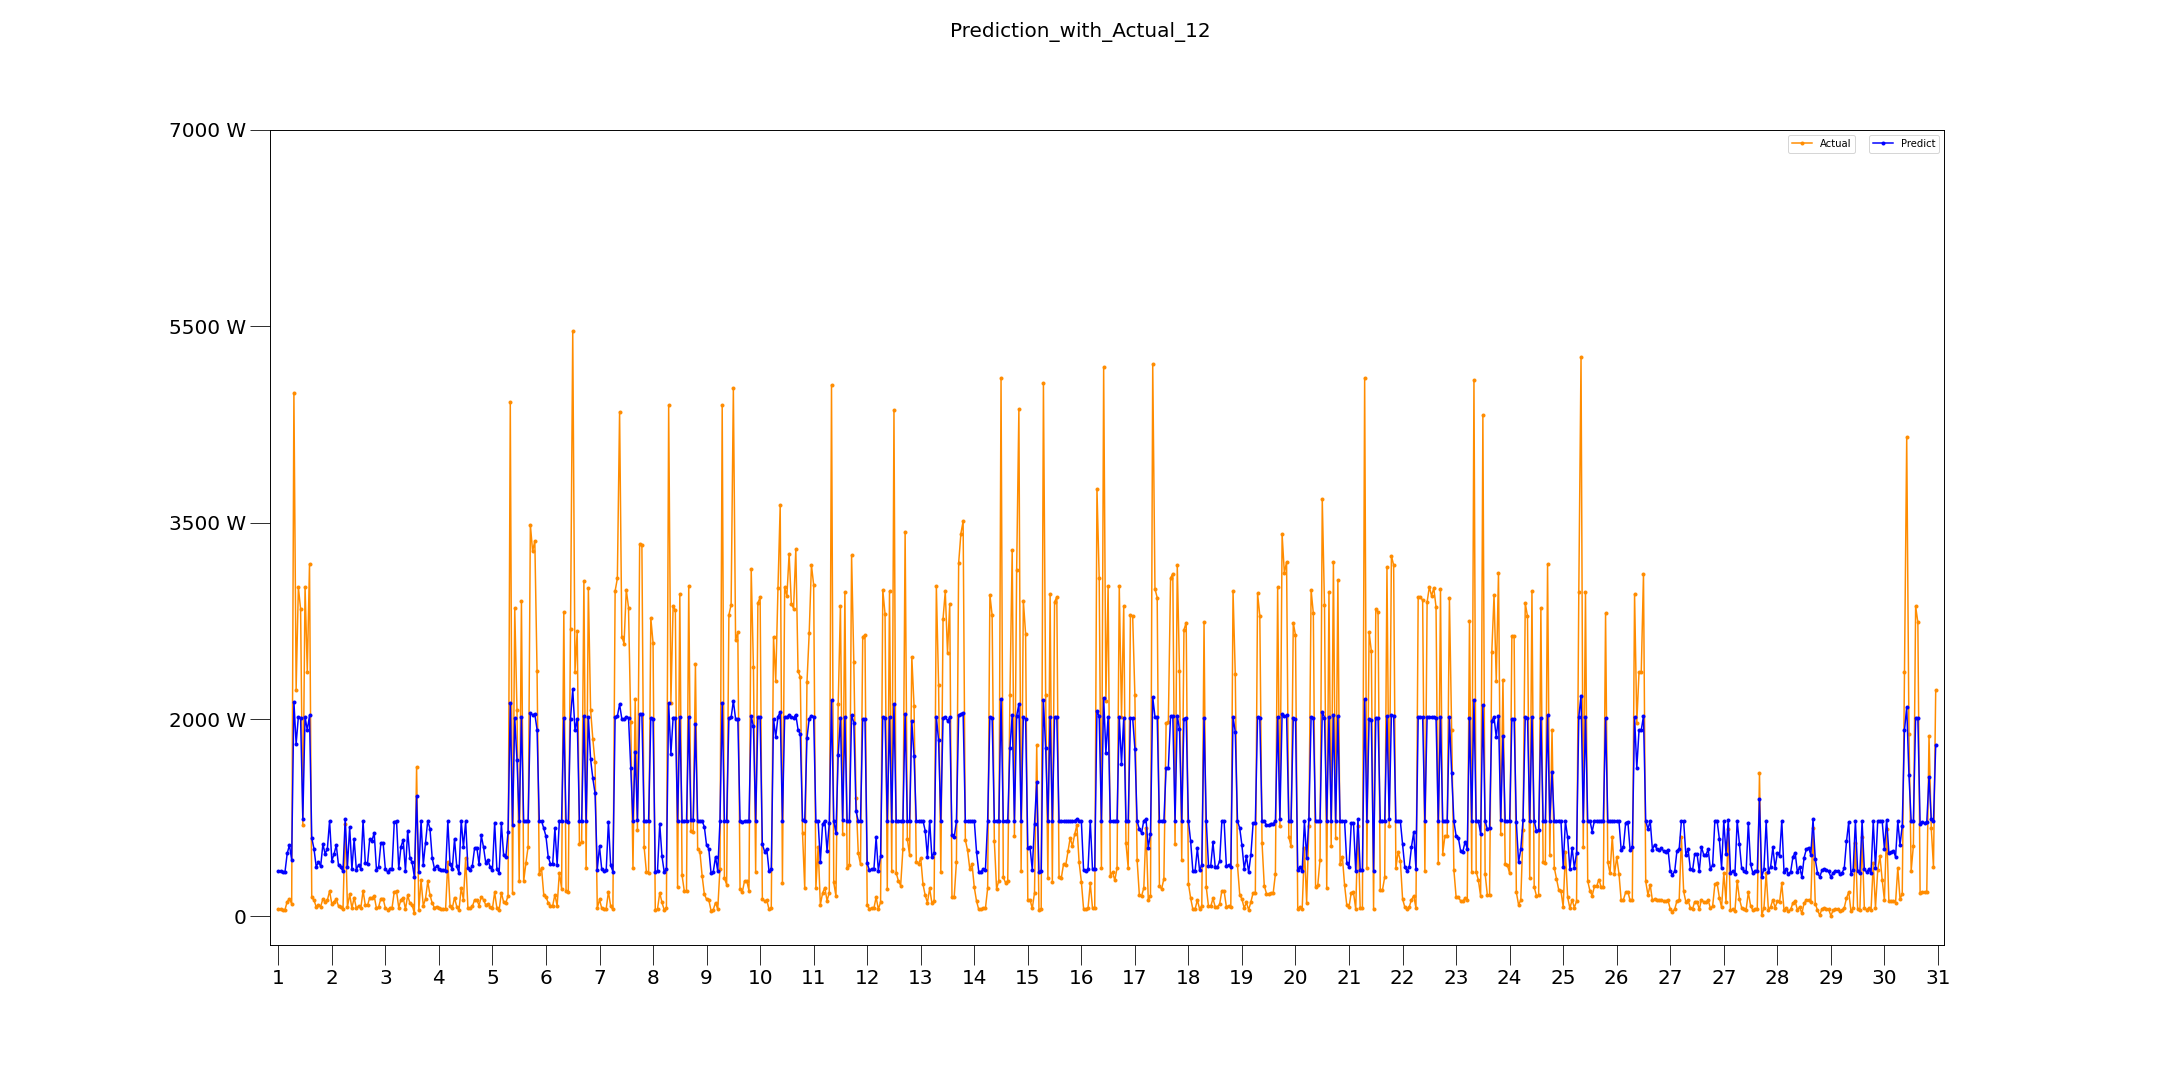 Prediction_with_Actual_12
7000 W
Actual Predict
5500 W
3500 W
2000 W
0
1 2 3 4 5 6 7 8 9 10 11 12 13 14 15 16 17 18 19 20 21 22 23 24 25 26 27 27 28 29 30 31